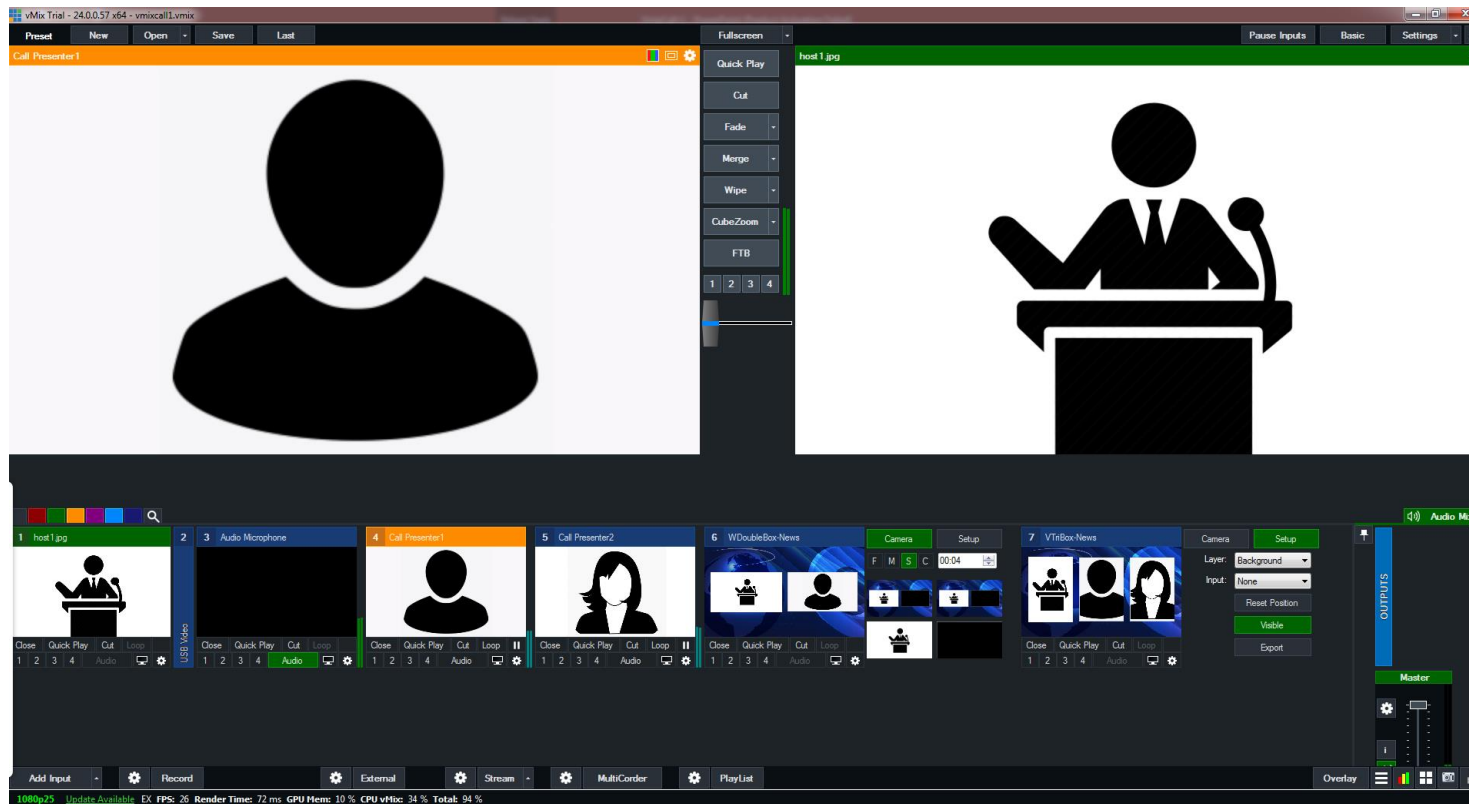 vMix Trial - 24.0.0.57 x64 - vmixcall1.vmix
Preset New Open Save Last Fullscreen Pause Inputs Basic Settings
Call Presenter1
host1.jpg
Quick Play
Cut
Fade
Merge
Wipe
CubeZoom
FTB
1 2 3 4
Audio Mi
1 host1.jpg
2
3 Audio Microphone
4 Call Presenter1
5 Call Presenter2
6 WDoubleBox-News
Camera Setup
7 VTriBox-News
Camera Setup
F M S C 00:04
Layer: Background
Input: None
Reset Position
Visible
Export
USB Video
OUTPUTS
Close Quick Play Cut Loop
1 2 3 4 Audio
Close Quick Play Cut Loop
1 2 3 4 Audio
Close Quick Play Cut Loop
1 2 3 4 Audio
Close Quick Play Cut Loop
1 2 3 4 Audio
Close Quick Play Cut Loop
1 2 3 4 Audio
Close Quick Play Cut Loop
1 2 3 4 Audio
Master
i
Add Input Record External Stream MultiCorder PlayList Overlay
1080p25 Update Available EX FPS: 26 Render Time: 72 ms GPU Mem: 10 % CPU vMix: 34 % Total: 94 %